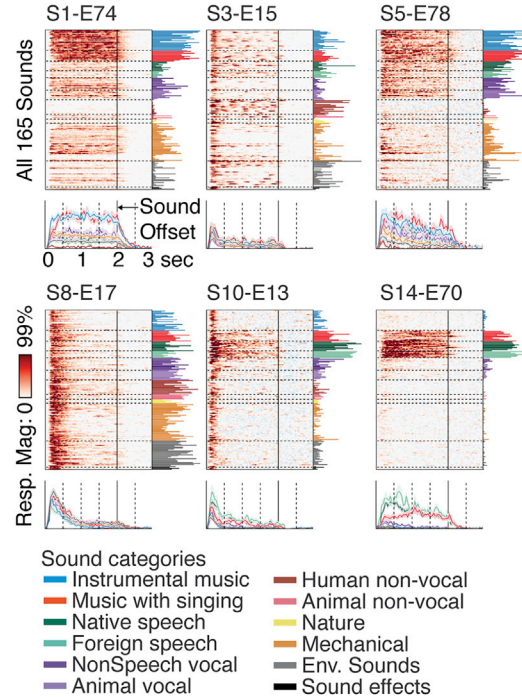 S1-E74 S3-E15 S5-E78
All 165 Sounds
Sound
Offset
0 1 2 3 sec
S8-E17 S10-E13 S14-E70
Resp. Mag: 0 99%
Sound categories
Instrumental music
Music with singing
Native speech
Foreign speech
NonSpeech vocal
Animal vocal
Human non-vocal
Animal non-vocal
Nature
Mechanical
Env. Sounds
Sound effects